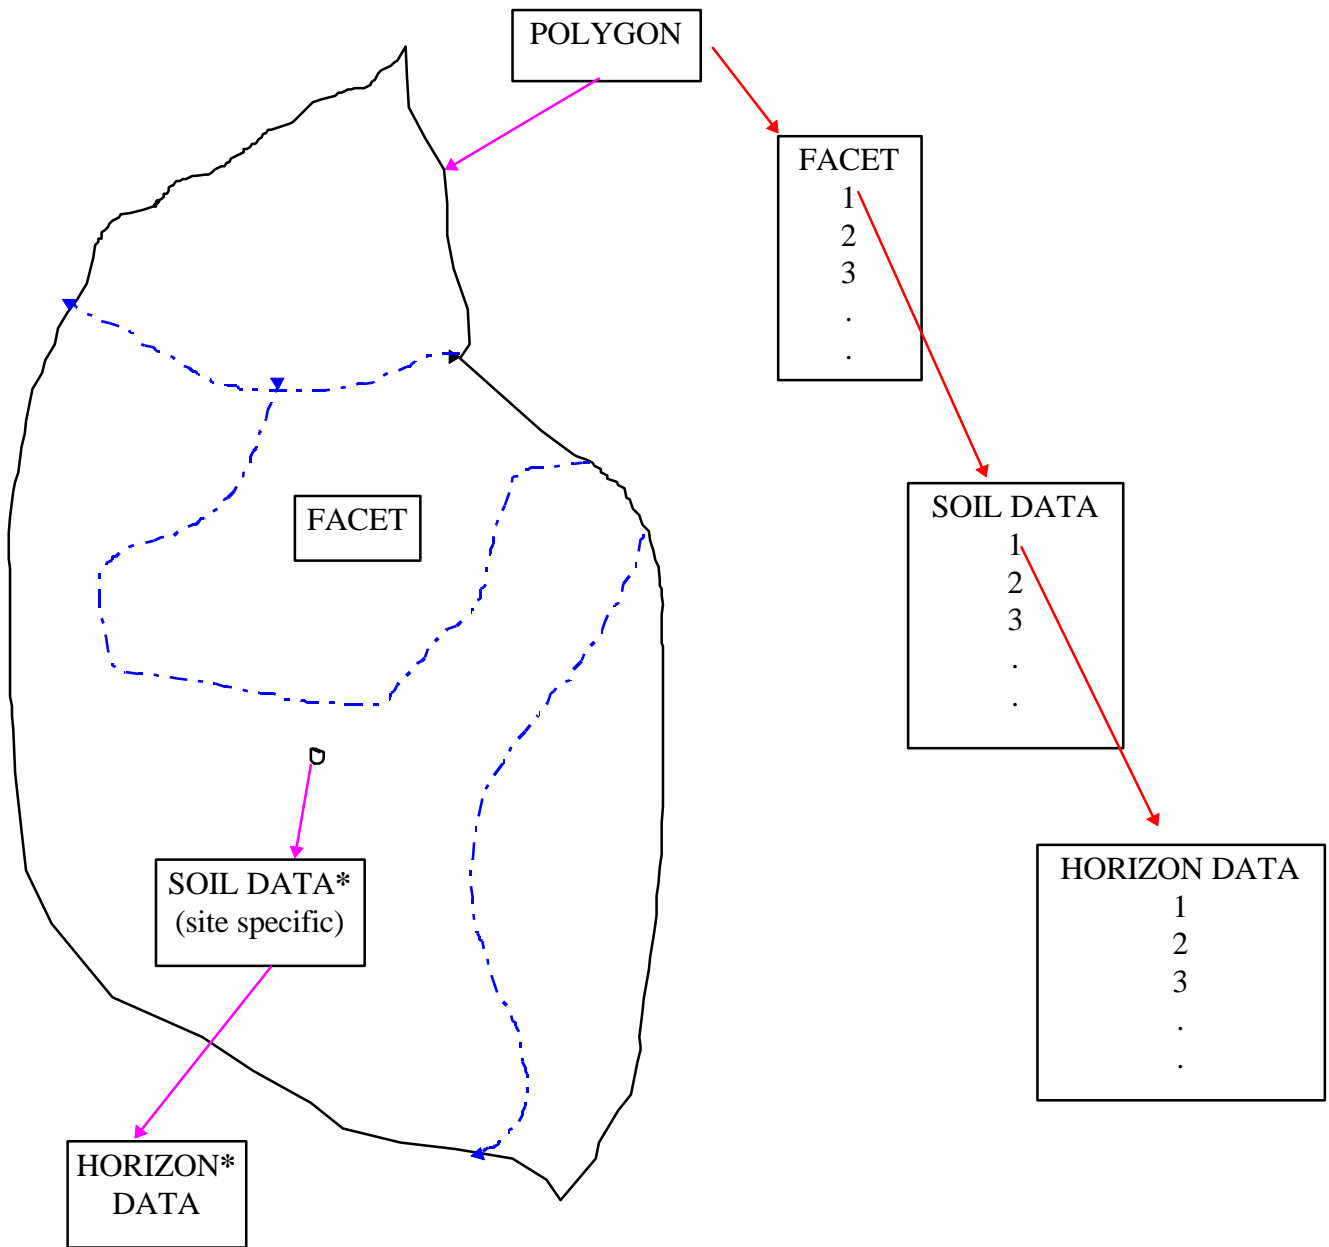 POLYGON
FACET
1
2
3
.
.
FACET
SOIL DATA
1
2
3
.
.
SOIL DATA*
(site specific)
HORIZON DATA
1
2
3
.
.
HORIZON*
DATA